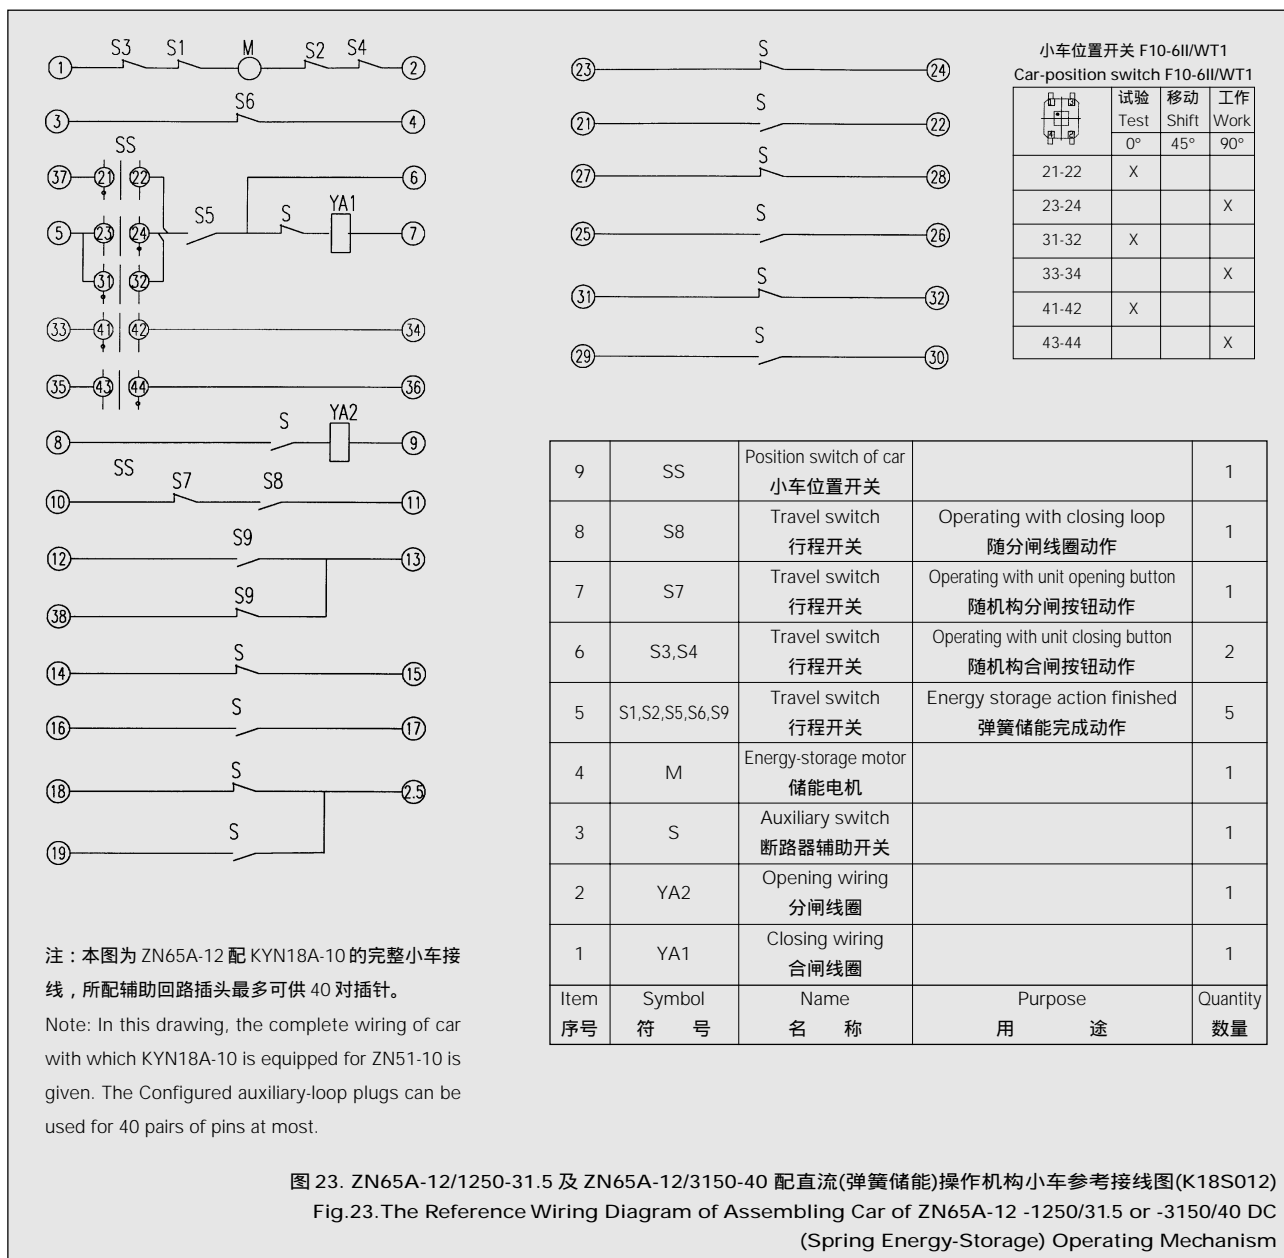 S3 S1 M S2 S4
1 2
S6
3 4
SS
37 21 22 6
S5 S YA1
5 23 24 7
31 32
33 41 42 34
35 43 44 36
S YA2
8 9
SS S7 S8
10 11
S9
12 13
S9
38
S
14 15
S
16 17
S
18 2.5
S
19
S
23 24
S
21 22
S
27 28
S
25 26
S
31 32
S
29 30
小车位置开关 F10-6II/WT1
Car-position switch F10-6II/WT1
试验 移动 工作
Test Shift Work
0° 45° 90°
21-22 X
23-24 X
31-32 X
33-34 X
41-42 X
43-44 X
9 SS Position switch of car 1
小车位置开关
8 S8 Travel switch Operating with closing loop 1
行程开关 随分闸线圈动作
7 S7 Travel switch Operating with unit opening button 1
行程开关 随机构分闸按钮动作
6 S3,S4 Travel switch Operating with unit closing button 2
行程开关 随机构合闸按钮动作
5 S1,S2,S5,S6,S9 Travel switch Energy storage action finished 5
行程开关 弹簧储能完成动作
4 M Energy-storage motor 1
储能电机
3 S Auxiliary switch 1
断路器辅助开关
2 YA2 Opening wiring 1
分闸线圈
1 YA1 Closing wiring 1
合闸线圈
Item Symbol Name Purpose Quantity
序号 符 号 名 称 用 途 数量
注：本图为 ZN65A-12 配 KYN18A-10 的完整小车接
线，所配辅助回路插头最多可供 40 对插针。
Note: In this drawing, the complete wiring of car
with which KYN18A-10 is equipped for ZN51-10 is
given. The Configured auxiliary-loop plugs can be
used for 40 pairs of pins at most.
图 23. ZN65A-12/1250-31.5 及 ZN65A-12/3150-40 配直流(弹簧储能)操作机构小车参考接线图(K18S012)
Fig.23.The Reference Wiring Diagram of Assembling Car of ZN65A-12 -1250/31.5 or -3150/40 DC
(Spring Energy-Storage) Operating Mechanism